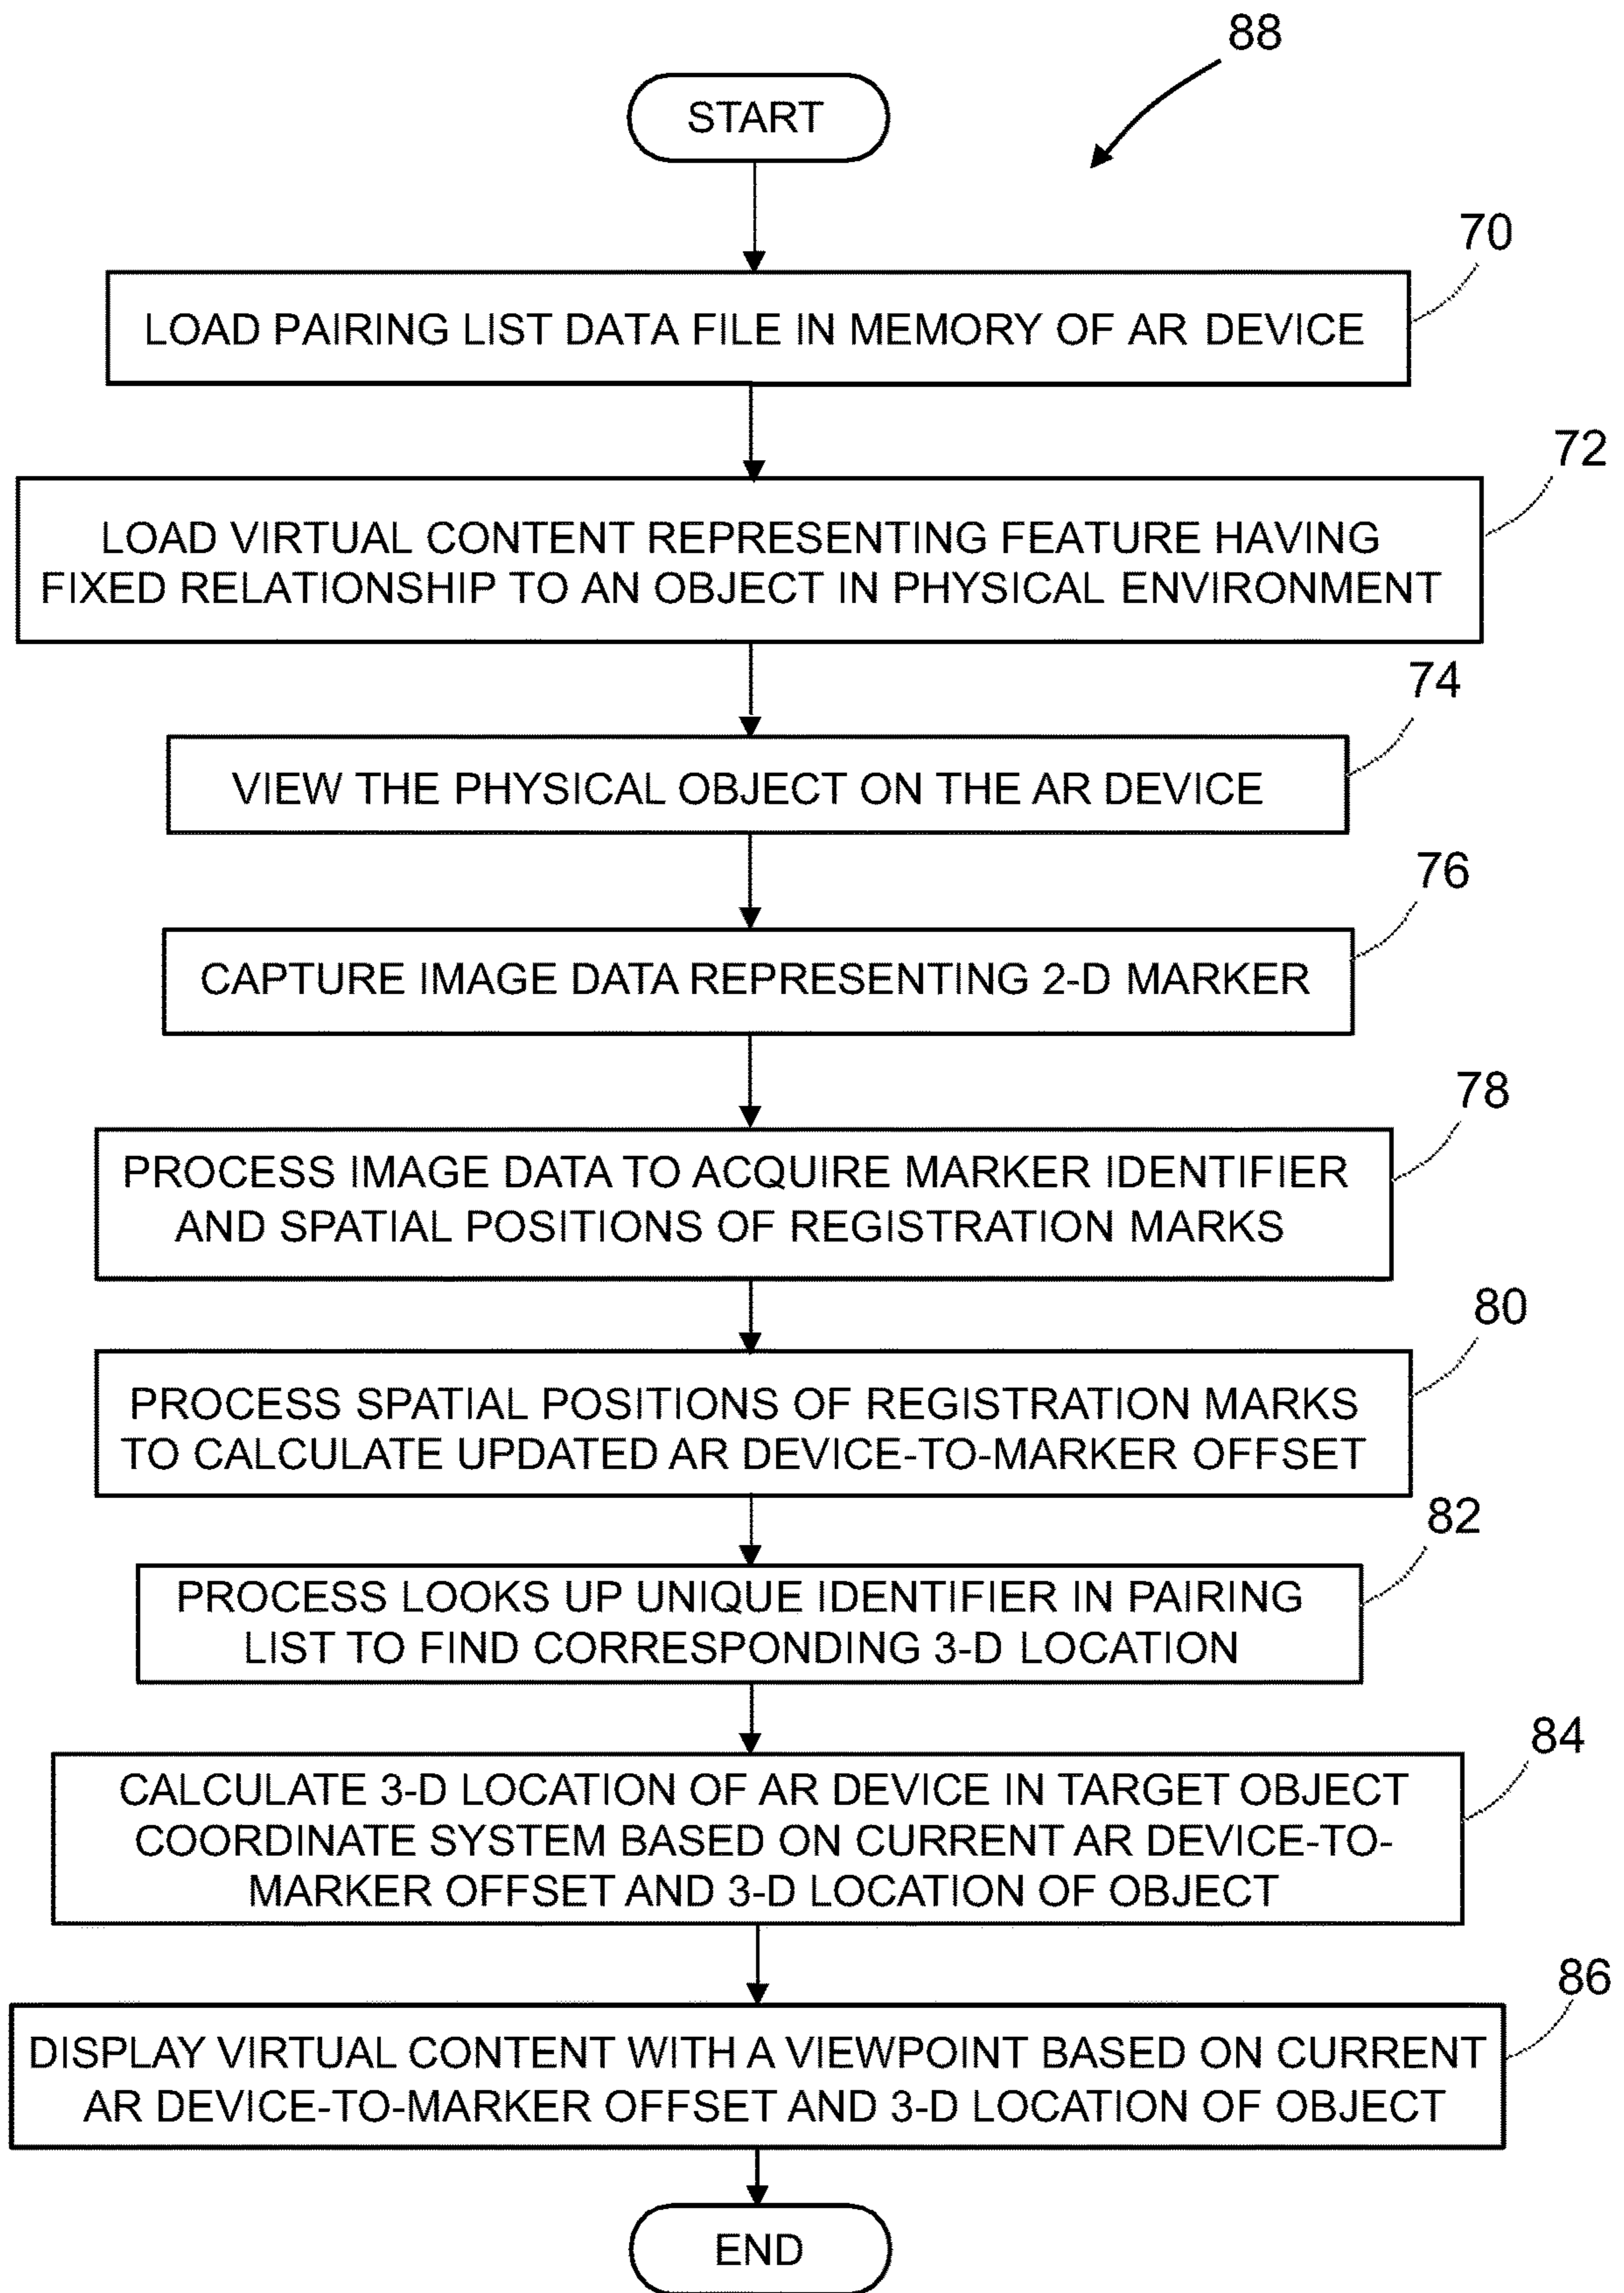 88
START
70
LOAD PAIRING LIST DATA FILE IN MEMORY OF AR DEVICE
72
LOAD VIRTUAL CONTENT REPRESENTING FEATURE HAVING
FIXED RELATIONSHIP TO AN OBJECT IN PHYSICAL ENVIRONMENT
74
VIEW THE PHYSICAL OBJECT ON THE AR DEVICE
76
CAPTURE IMAGE DATA REPRESENTING 2-D MARKER
78
PROCESS IMAGE DATA TO ACQUIRE MARKER IDENTIFIER
AND SPATIAL POSITIONS OF REGISTRATION MARKS
80
PROCESS SPATIAL POSITIONS OF REGISTRATION MARKS
TO CALCULATE UPDATED AR DEVICE-TO-MARKER OFFSET
82
PROCESS LOOKS UP UNIQUE IDENTIFIER IN PAIRING
LIST TO FIND CORRESPONDING 3-D LOCATION
84
CALCULATE 3-D LOCATION OF AR DEVICE IN TARGET OBJECT
COORDINATE SYSTEM BASED ON CURRENT AR DEVICE-TO-
MARKER OFFSET AND 3-D LOCATION OF OBJECT
86
DISPLAY VIRTUAL CONTENT WITH A VIEWPOINT BASED ON CURRENT
AR DEVICE-TO-MARKER OFFSET AND 3-D LOCATION OF OBJECT
END